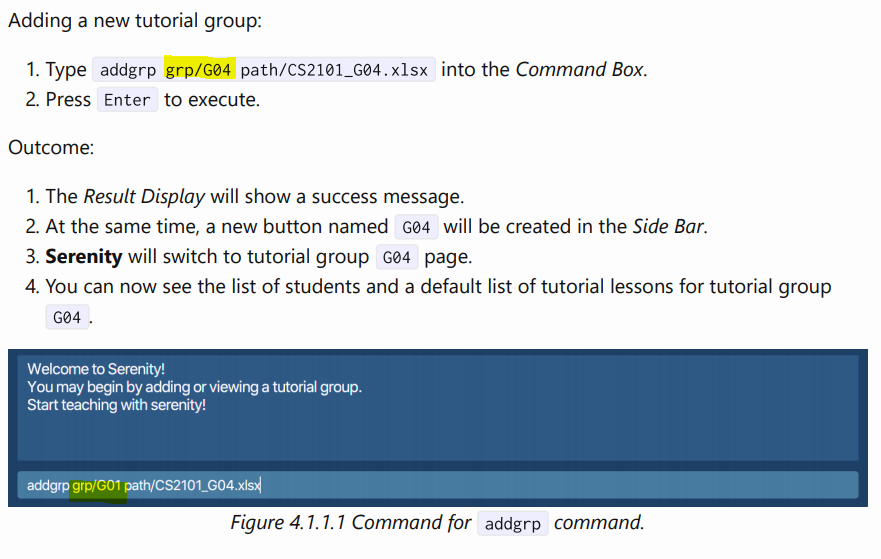 Adding a new tutorial group:
1. Type addgrp grp/G04 path/CS2101_G04.xlsx into the Command Box.
2. Press Enter to execute.
Outcome:
1. The Result Display will show a success message.
2. At the same time, a new button named G04 will be created in the Side Bar.
3. Serenity will switch to tutorial group G04 page.
4. You can now see the list of students and a default list of tutorial lessons for tutorial group
G04.
Welcome to Serenity!
You may begin by adding or viewing a tutorial group.
Start teaching with serenity!
addgrp grp/G01 path/CS2101_G04.xlsx
Figure 4.1.1.1 Command for addgrp command.